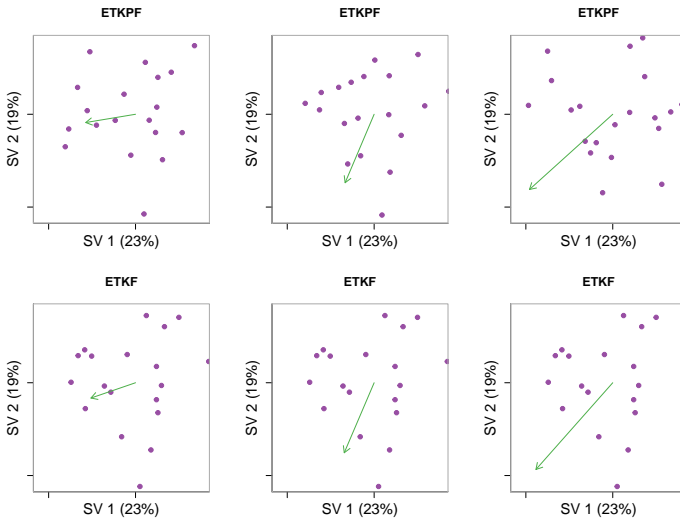 ETKPF ETKPF ETKPF
SV 2 (19%) SV 2 (19%) SV 2 (19%)
SV 1 (23%) SV 1 (23%) SV 1 (23%)
ETKF ETKF ETKF
SV 2 (19%) SV 2 (19%) SV 2 (19%)
SV 1 (23%) SV 1 (23%) SV 1 (23%)